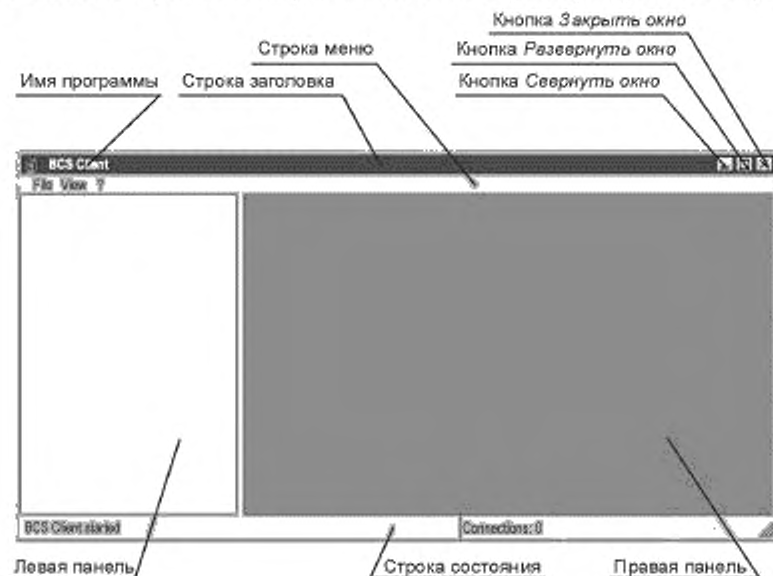 Кнопка Закрыть окно
Строка меню
Кнопка Развернуть окно
Имя программы
Строка заголовка
Кнопка Свернуть окно
BCS Client
File View ?
BCS Client started
Connections: 0
Левая панель
Строка состояния
Правая панель